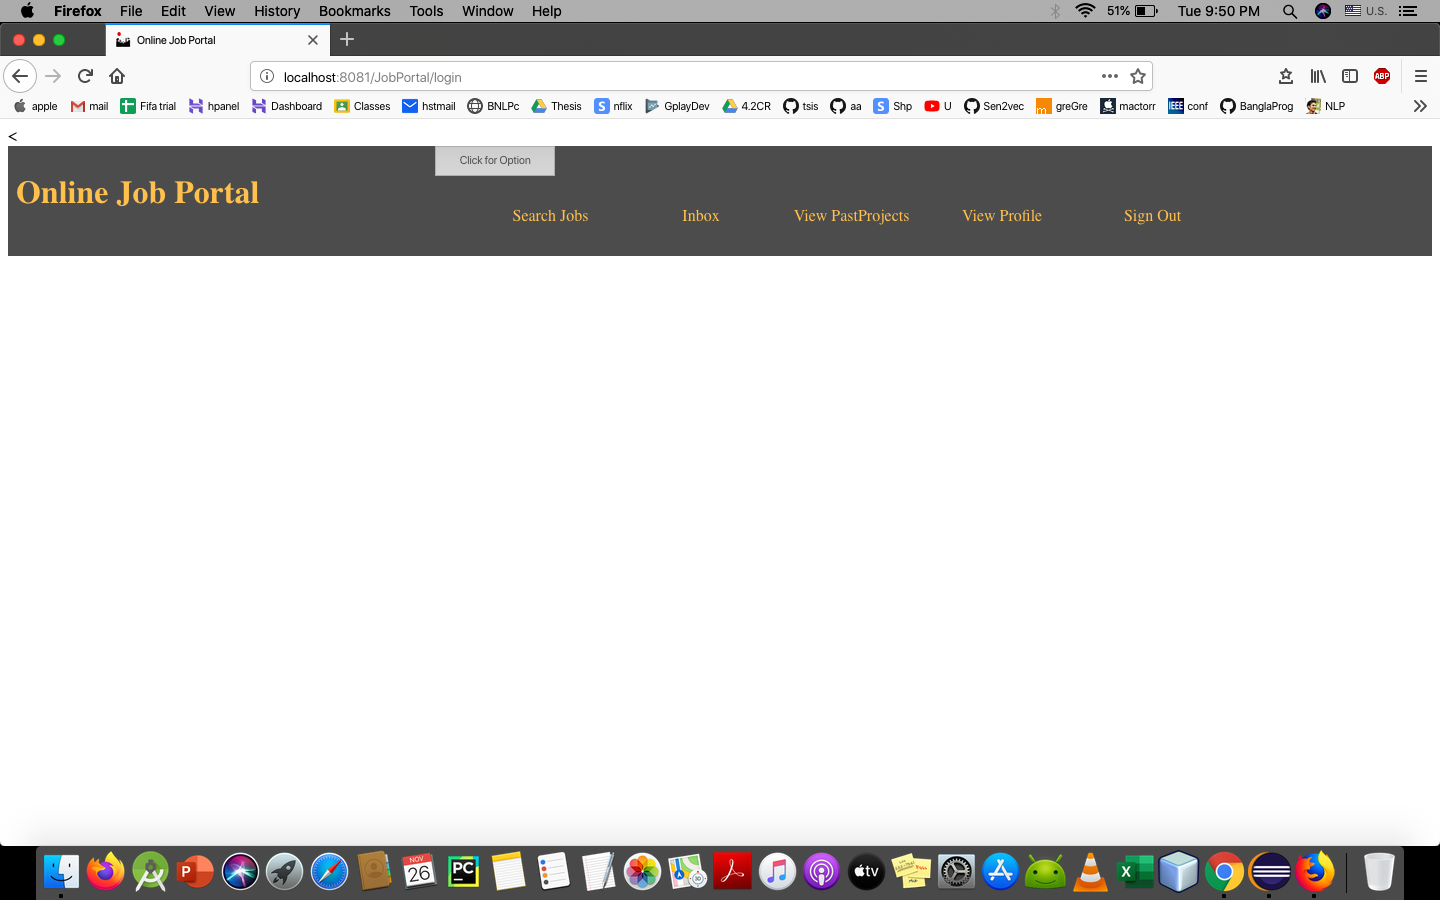 Firefox File Edit View History Bookmarks Tools Window Help 51% Tue 9:50 PM U.S.
Online Job Portal
localhost:8081/JobPortal/login ABP
apple mail Fifa trial hpanel Dashboard Classes hstmail BNLPc Thesis nflix GplayDev 4.2CR tsis aa Shp U Sen2vec greGre mactorr conf BanglaProg NLP
<
Click for Option
Online Job Portal
Search Jobs Inbox View PastProjects View Profile Sign Out
NOV
26
PC
tv